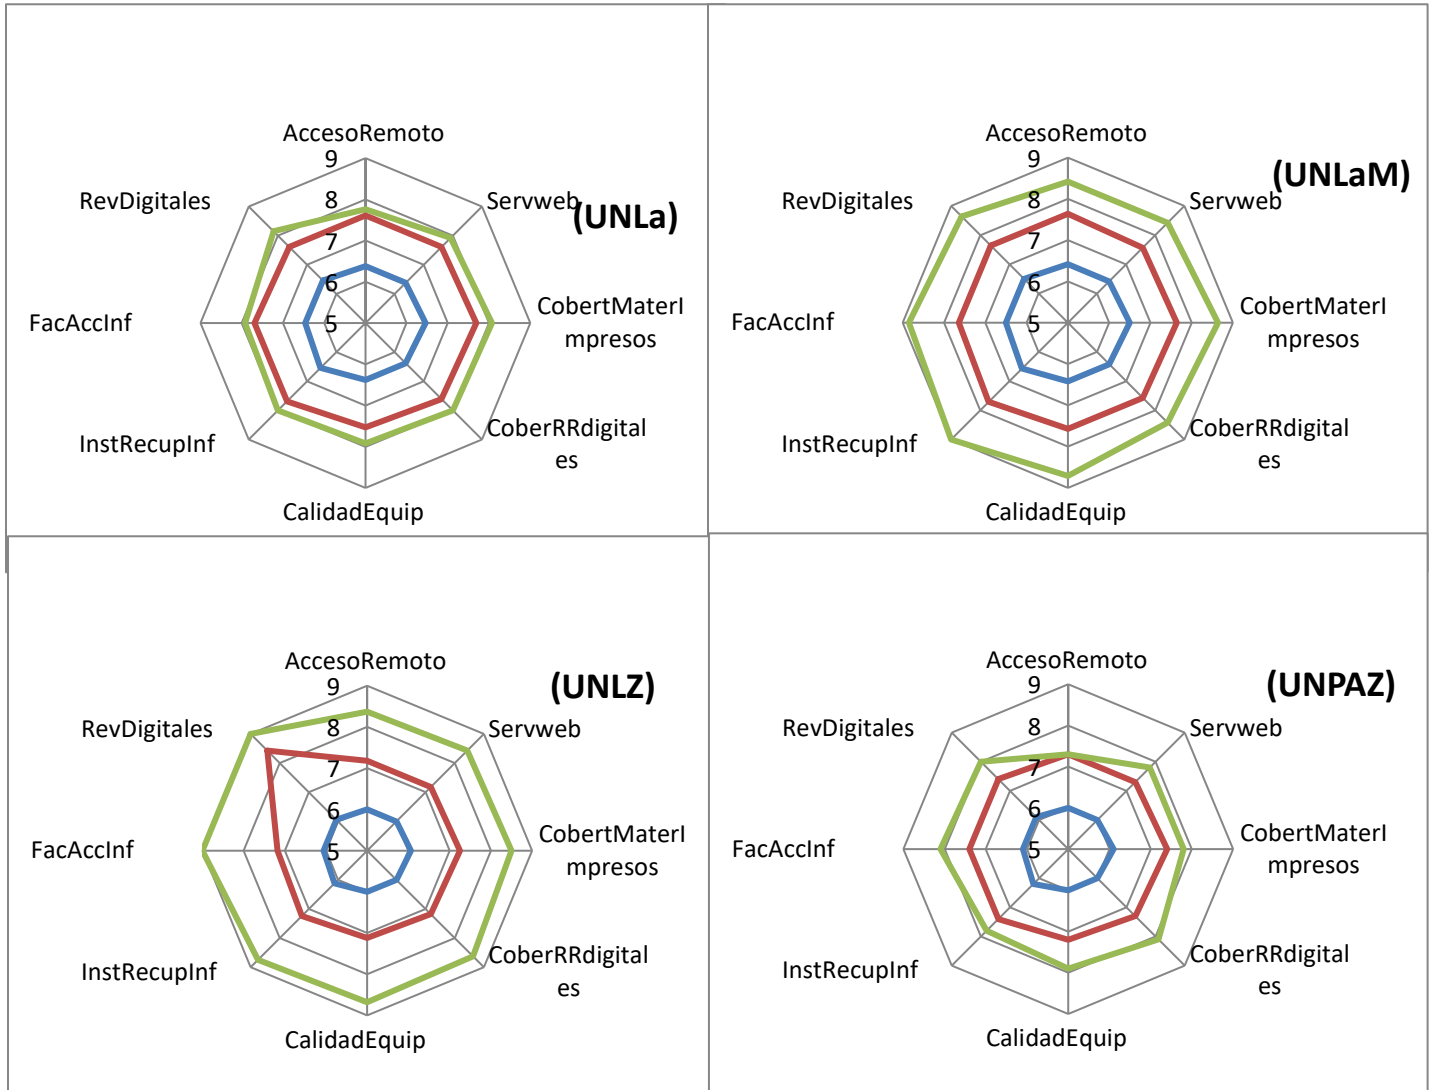 AccesoRemoto
9
8
7
6
5
Servweb
(UNLa)
CobertMaterI
mpresos
CoberRRdigital
es
CalidadEquip
InstRecupInf
FacAccInf
RevDigitales
AccesoRemoto
9
8
7
6
5
Servweb
(UNLaM)
CobertMaterI
mpresos
CoberRRdigital
es
CalidadEquip
InstRecupInf
FacAccInf
RevDigitales
AccesoRemoto
9
8
7
6
5
Servweb
(UNLZ)
CobertMaterI
mpresos
CoberRRdigital
es
CalidadEquip
InstRecupInf
FacAccInf
RevDigitales
AccesoRemoto
9
8
7
6
5
Servweb
(UNPAZ)
CobertMaterI
mpresos
CoberRRdigital
es
CalidadEquip
InstRecupInf
FacAccInf
RevDigitales